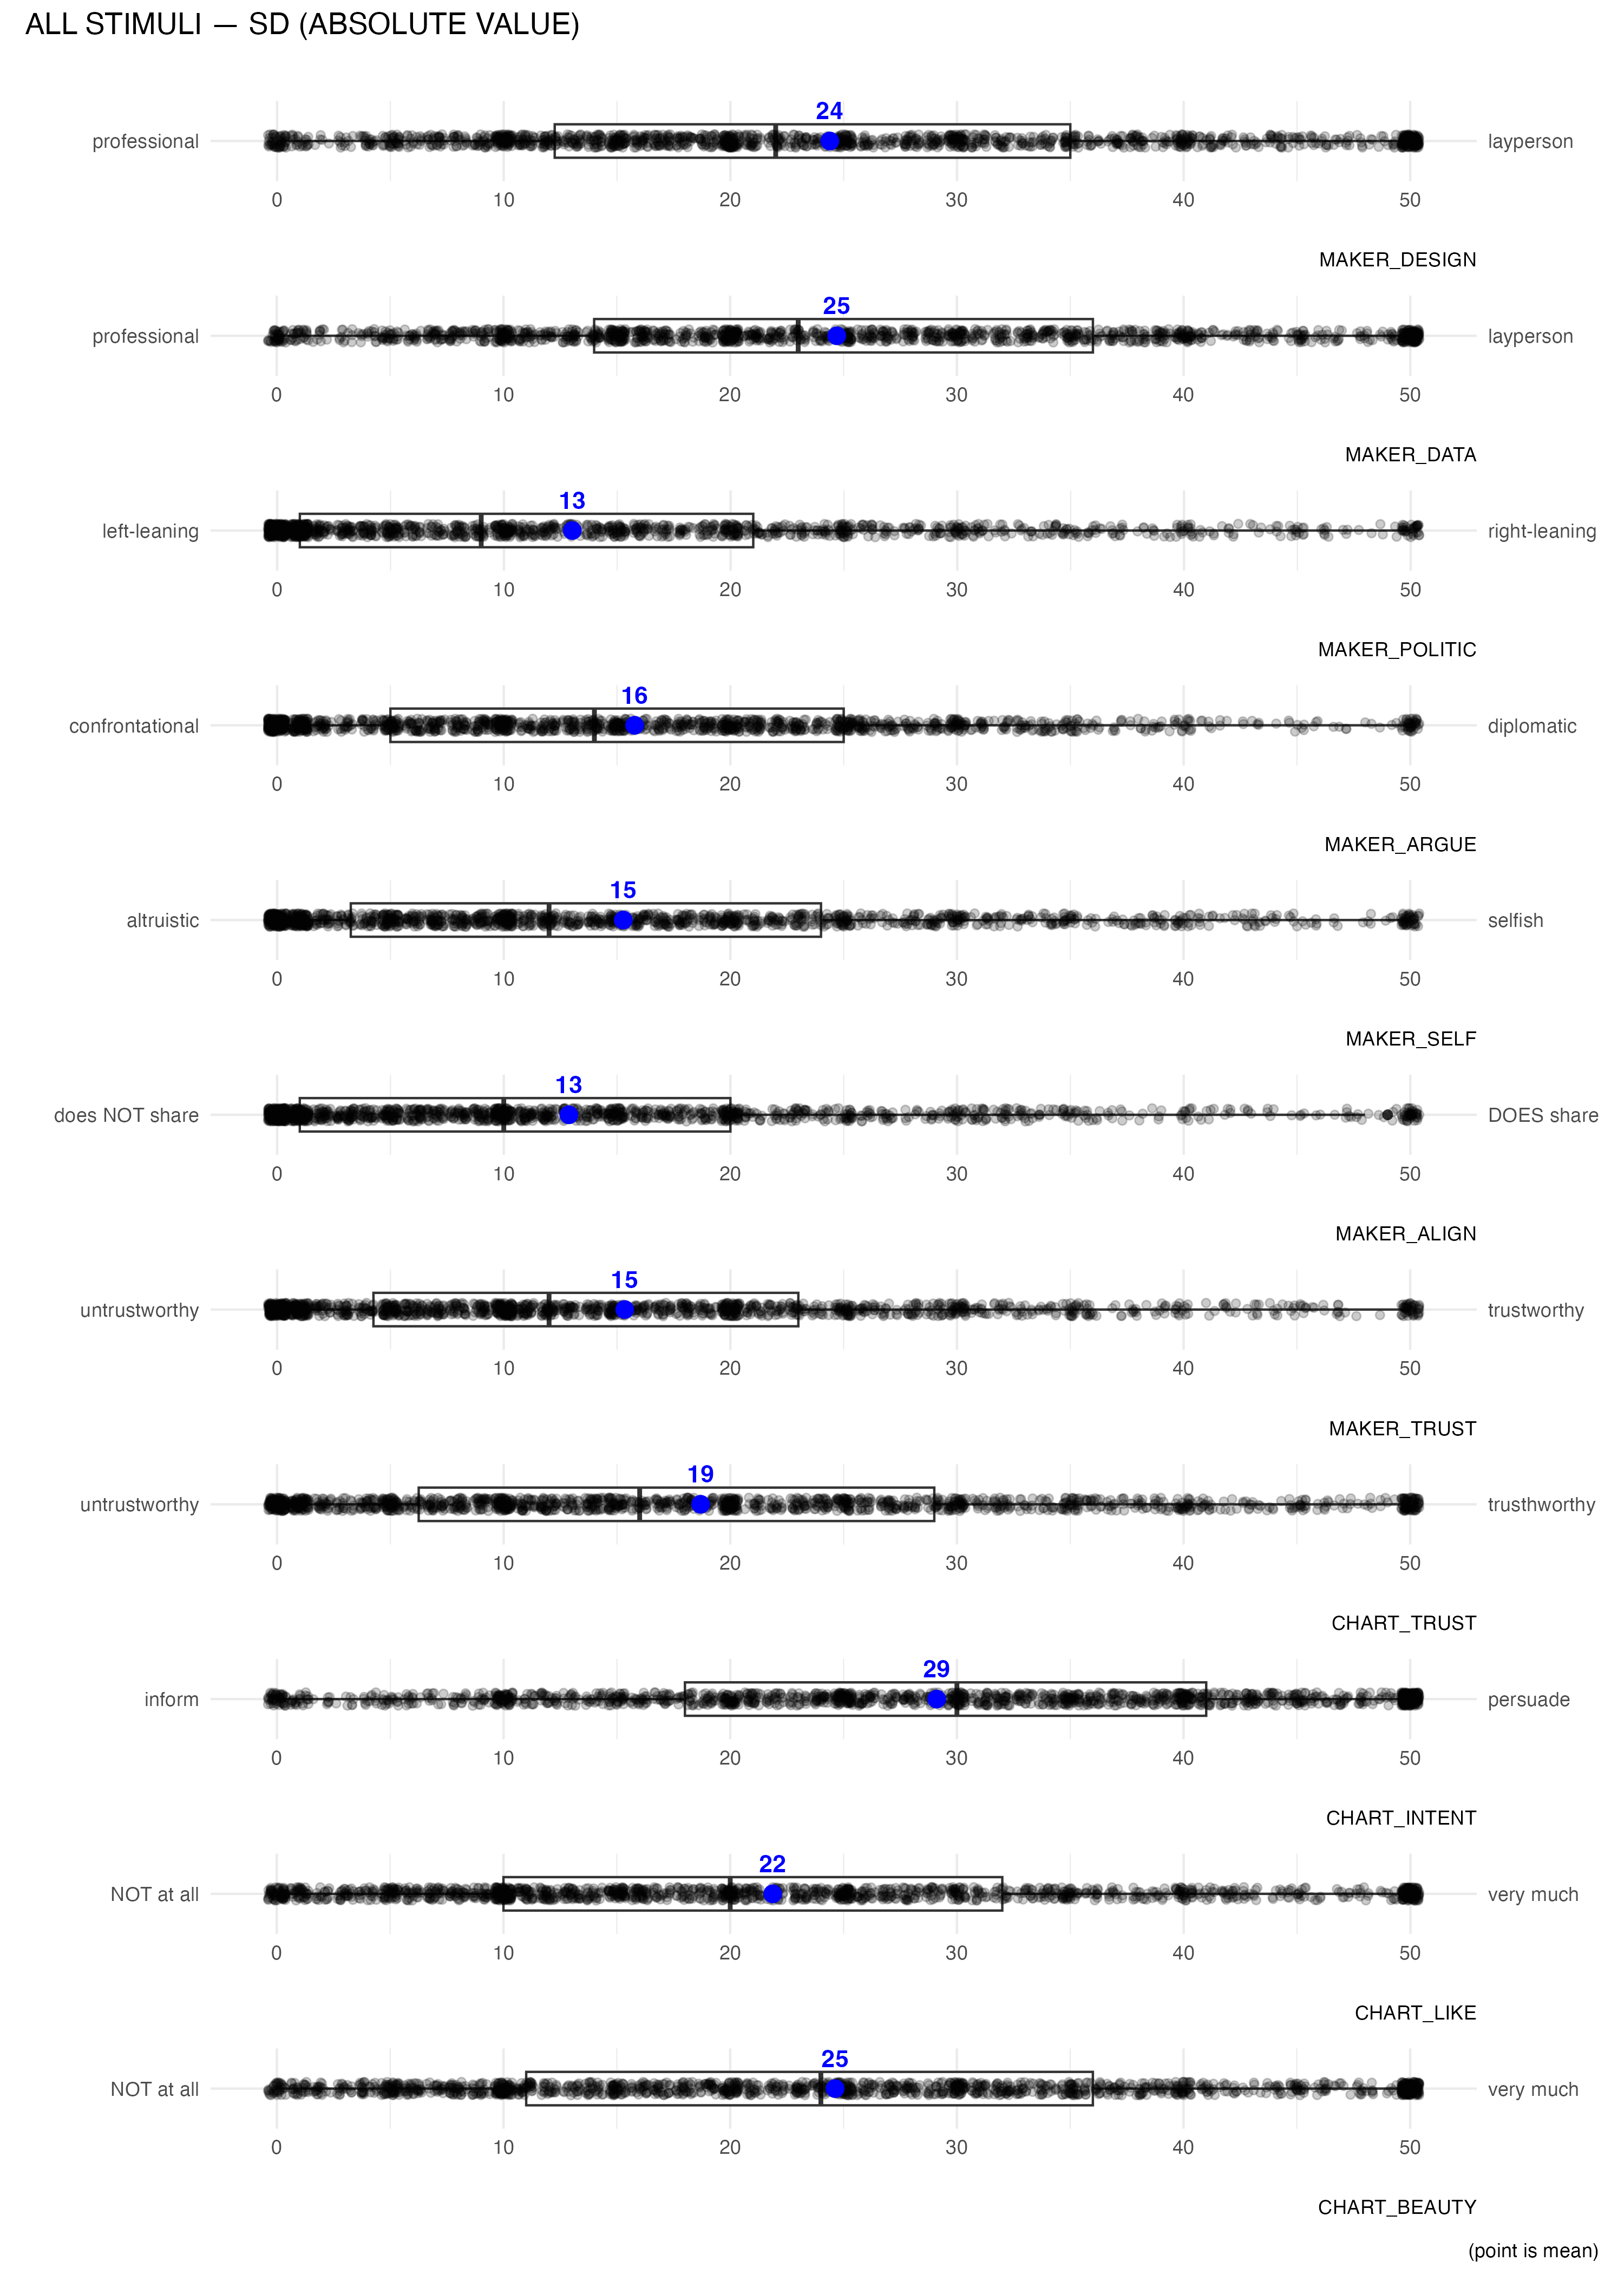 ALL STIMULI — SD (ABSOLUTE VALUE)
24
professional layperson
0 10 20 30 40 50
MAKER_DESIGN
25
professional layperson
0 10 20 30 40 50
MAKER_DATA
13
left-leaning right-leaning
0 10 20 30 40 50
MAKER_POLITIC
16
confrontational diplomatic
0 10 20 30 40 50
MAKER_ARGUE
15
altruistic selfish
0 10 20 30 40 50
MAKER_SELF
13
does NOT share DOES share
0 10 20 30 40 50
MAKER_ALIGN
15
untrustworthy trustworthy
0 10 20 30 40 50
MAKER_TRUST
19
untrustworthy trusthworthy
0 10 20 30 40 50
CHART_TRUST
29
inform persuade
0 10 20 30 40 50
CHART_INTENT
22
NOT at all very much
0 10 20 30 40 50
CHART_LIKE
25
NOT at all very much
0 10 20 30 40 50
CHART_BEAUTY
(point is mean)